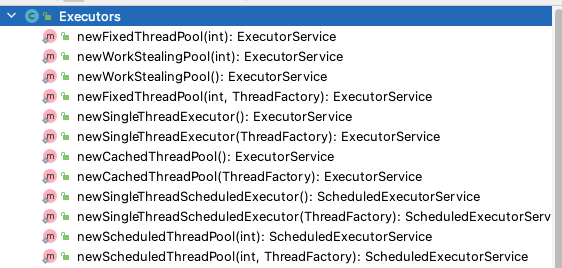 Executors
newFixedThreadPool(int): ExecutorService
newWorkStealingPool(int): ExecutorService
newWorkStealingPool(): ExecutorService
newFixedThreadPool(int, ThreadFactory): ExecutorService
newSingleThreadExecutor(): ExecutorService
newSingleThreadExecutor(ThreadFactory): ExecutorService
newCachedThreadPool(): ExecutorService
newCachedThreadPool(ThreadFactory): ExecutorService
newSingleThreadScheduledExecutor(): ScheduledExecutorService
newSingleThreadScheduledExecutor(ThreadFactory): ScheduledExecutorServ
newScheduledThreadPool(int): ScheduledExecutorService
newScheduledThreadPool(int, ThreadFactory): ScheduledExecutorService